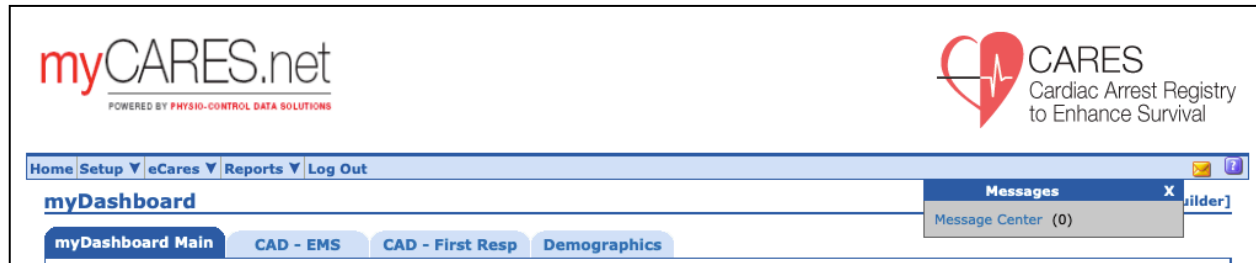 myCARES.net
POWERED BY PHYSIO-CONTROL DATA SOLUTIONS
CARES
Cardiac Arrest Registry
to Enhance Survival
Home Setup eCares Reports Log Out
?
myDashboard
Messages X
uilder]
Message Center (0)
myDashboard Main CAD - EMS CAD - First Resp Demographics